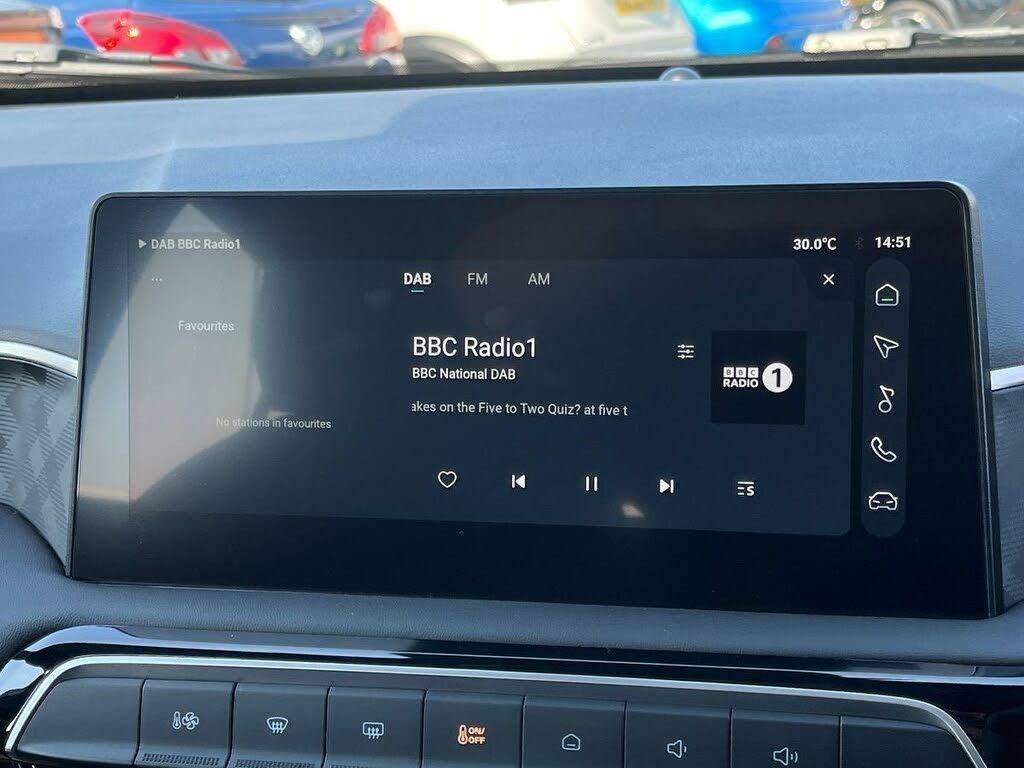 DAB BBC Radio1
30.0℃
14:51
...
DAB
FM
AM
Favourites
BBC Radio1
BBC National DAB
BBC
RADIO 1
akes on the Five to Two Quiz? at five t
No stations in favourites
S
ON/
OFF